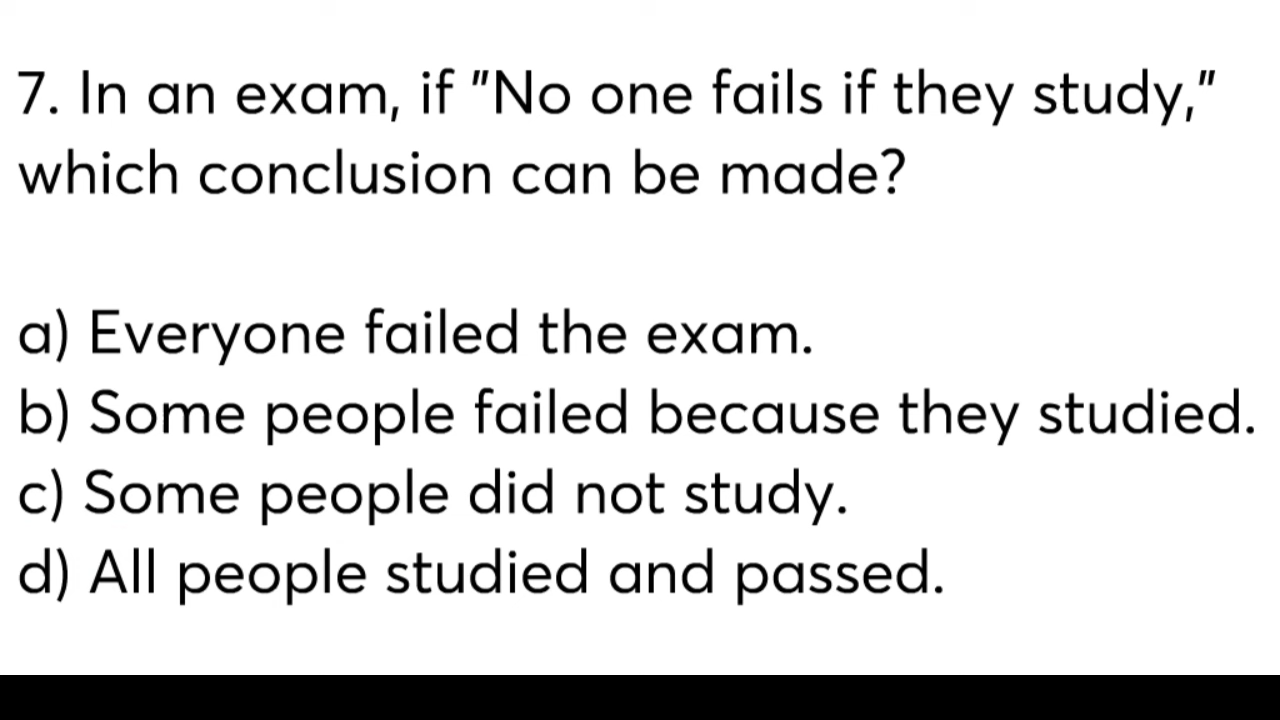 7. In an exam, if "No one fails if they study,"
which conclusion can be made?
a) Everyone failed the exam.
b) Some people failed because they studied.
c) Some people did not study.
d) All people studied and passed.